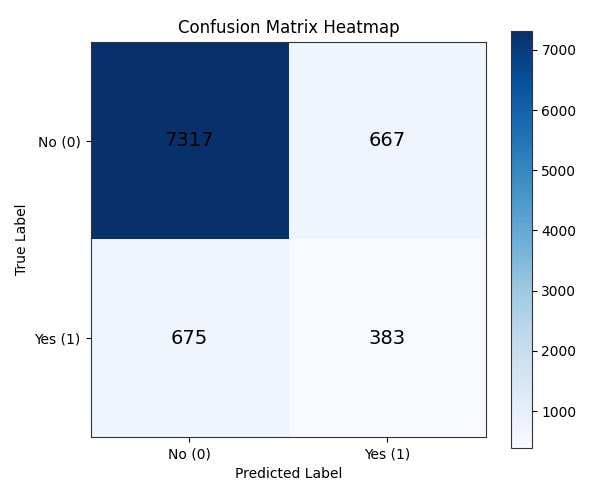 Confusion Matrix Heatmap
7000
No (0)
7317
667
6000
5000
True Label
4000
3000
Yes (1)
675
383
2000
1000
No (0)
Yes (1)
Predicted Label